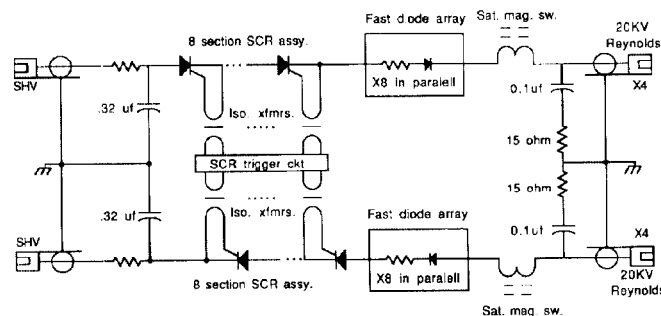 Fast diode array
Sat. mag. sw.
20KV
Reynolds
8 section SCR assy.
SHV
X8 in paralell
X4
.32 uf
Iso. xfmrs.
0.1uf
15 ohm
SCR trigger ckt
15 ohm
.32 uf
Iso. xfmrs.
Fast diode array
0.1uf
X4
SHV
X8 in paralell
20KV
Reynolds
8 section SCR assy.
Sat. mag. sw.